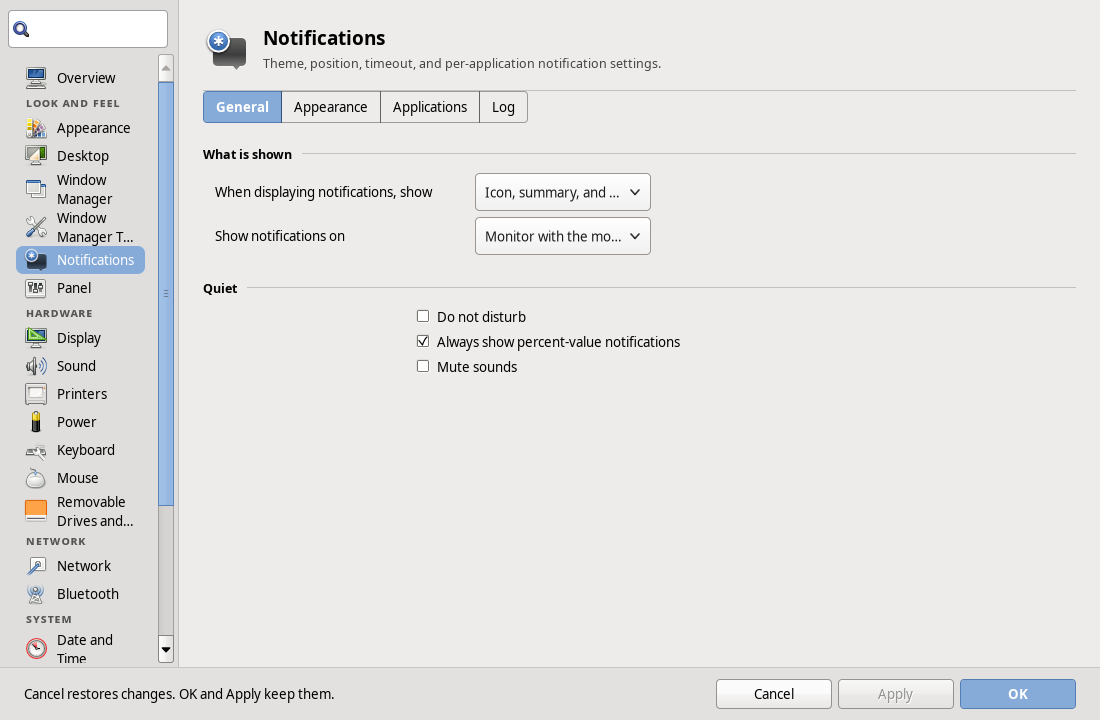 Overview
LOOK AND FEEL
Appearance
Desktop
Window
Manager
Window
Manager T...
Notifications
Panel
HARDWARE
Display
Sound
Printers
Power
Keyboard
Mouse
Removable
Drives and...
NETWORK
Network
Bluetooth
SYSTEM
Date and
Time
Notifications
Theme, position, timeout, and per-application notification settings.
General Appearance Applications Log
What is shown
When displaying notifications, show Icon, summary, and ...
Show notifications on Monitor with the mo...
Quiet
Do not disturb
Always show percent-value notifications
Mute sounds
Cancel restores changes. OK and Apply keep them.
Cancel Apply OK